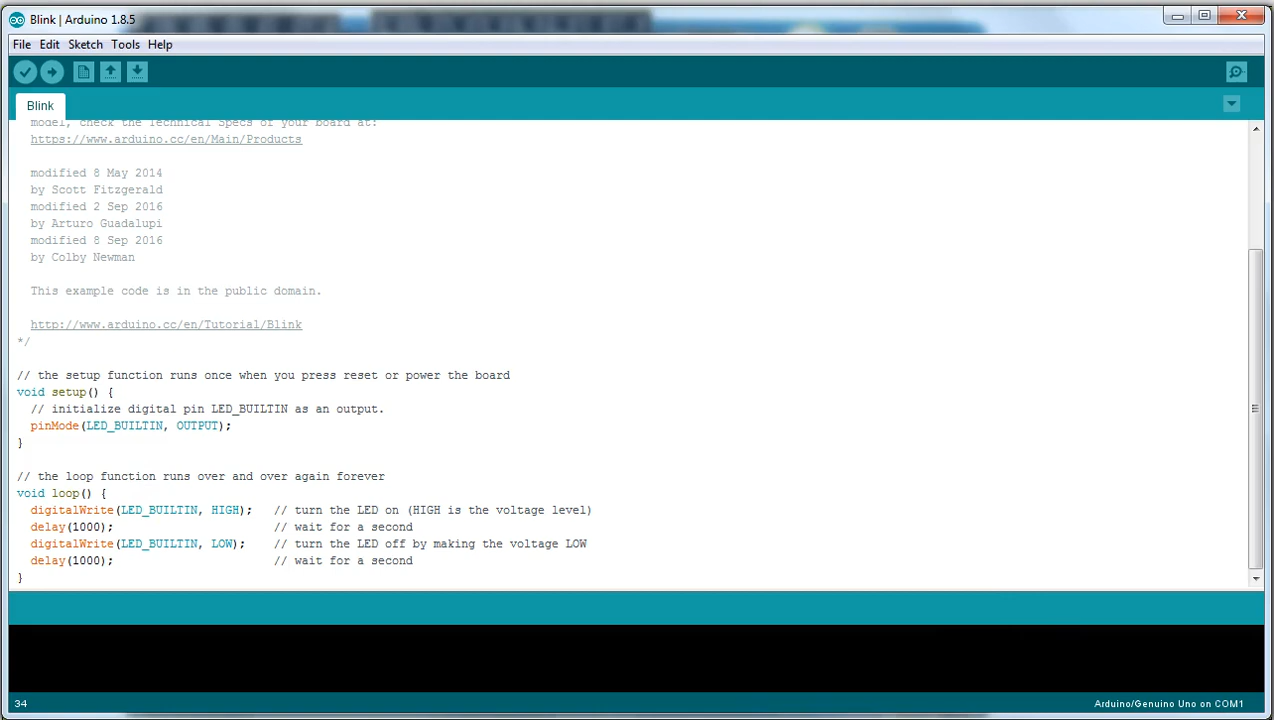 Blink | Arduino 1.8.5
File Edit Sketch Tools Help
Blink
model, check the Technical Specs of your board at:
https://www.arduino.cc/en/Main/Products
modified 8 May 2014
by Scott Fitzgerald
modified 2 Sep 2016
by Arturo Guadalupi
modified 8 Sep 2016
by Colby Newman
This example code is in the public domain.
http://www.arduino.cc/en/Tutorial/Blink
*/
// the setup function runs once when you press reset or power the board
void setup() {
// initialize digital pin LED_BUILTIN as an output.
pinMode(LED_BUILTIN, OUTPUT);
}
// the loop function runs over and over again forever
void loop() {
digitalWrite(LED_BUILTIN, HIGH); // turn the LED on (HIGH is the voltage level)
delay(1000); // wait for a second
digitalWrite(LED_BUILTIN, LOW); // turn the LED off by making the voltage LOW
delay(1000); // wait for a second
}
34
Arduino/Genuino Uno on COM1